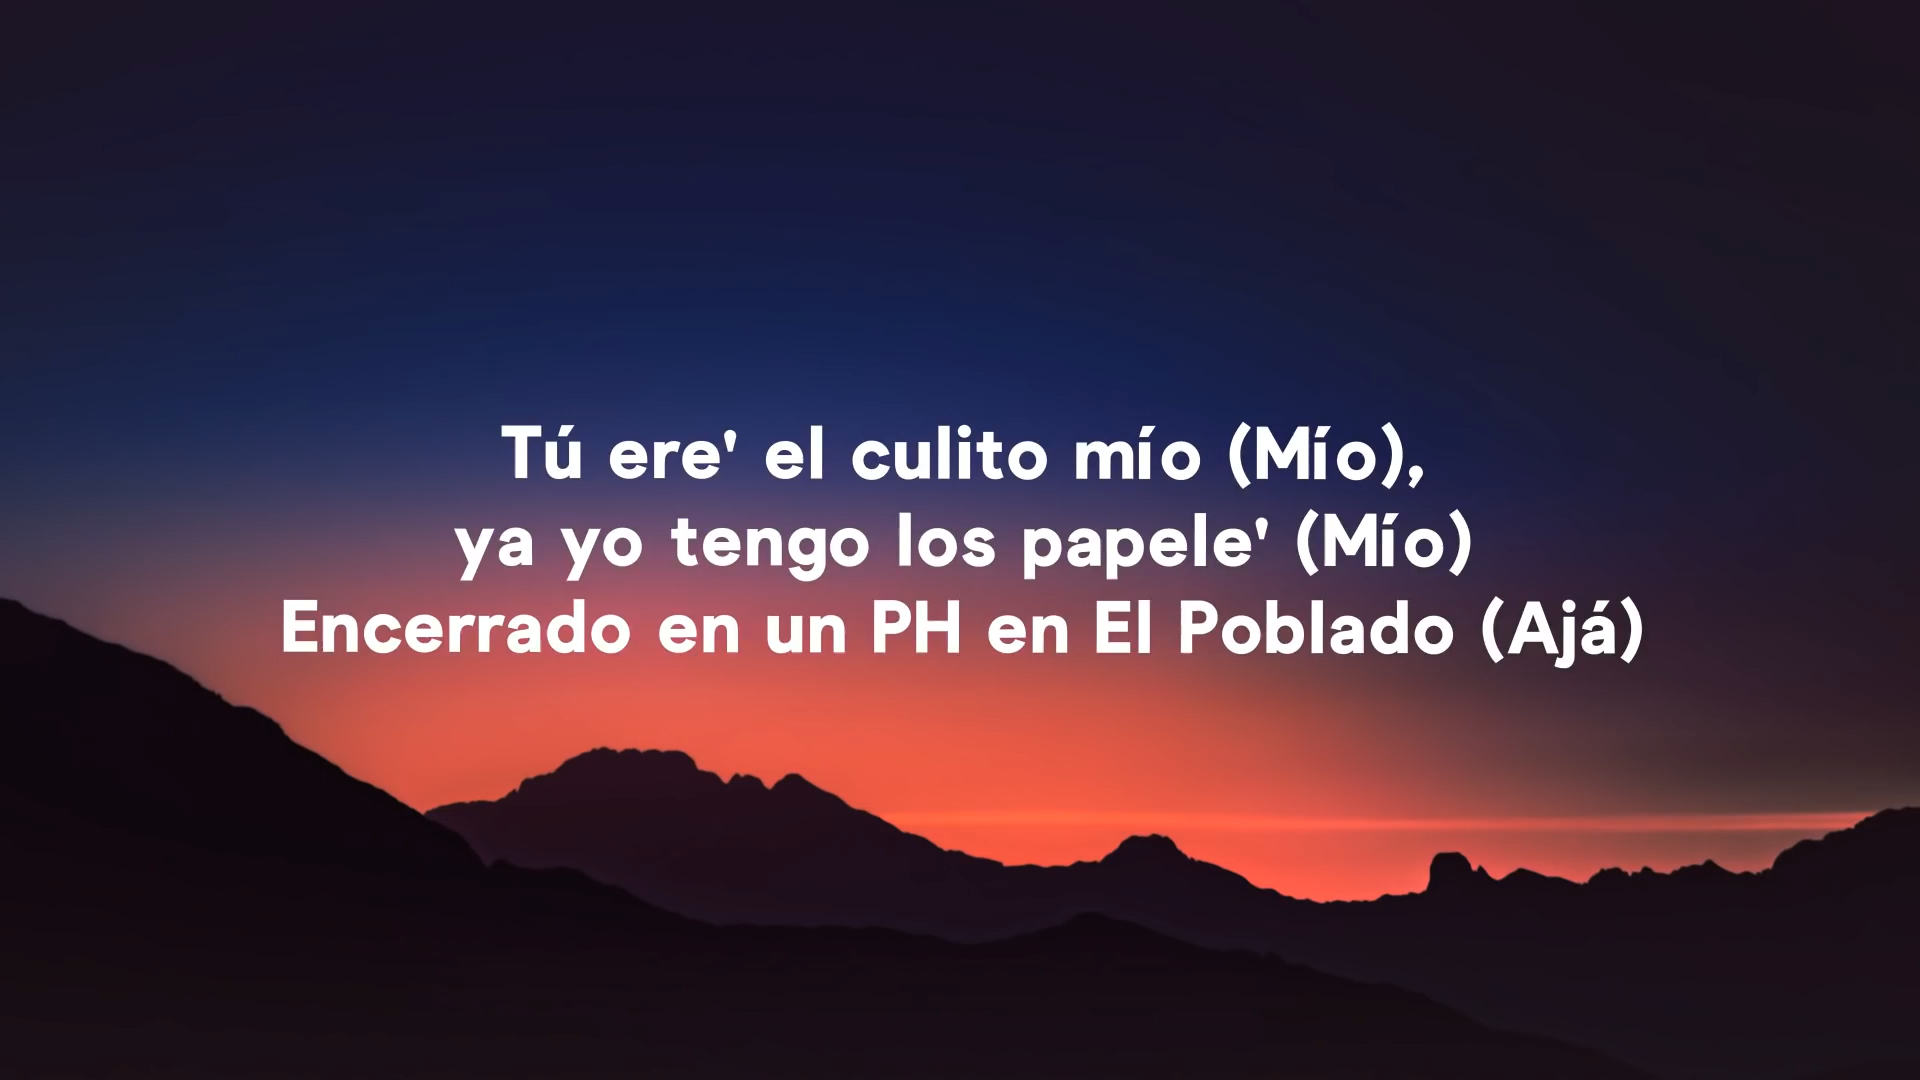 Tú ere' el culito mío (Mío),
ya yo tengo los papele' (Mío)
Encerrado en un PH en El Poblado (Ajá)